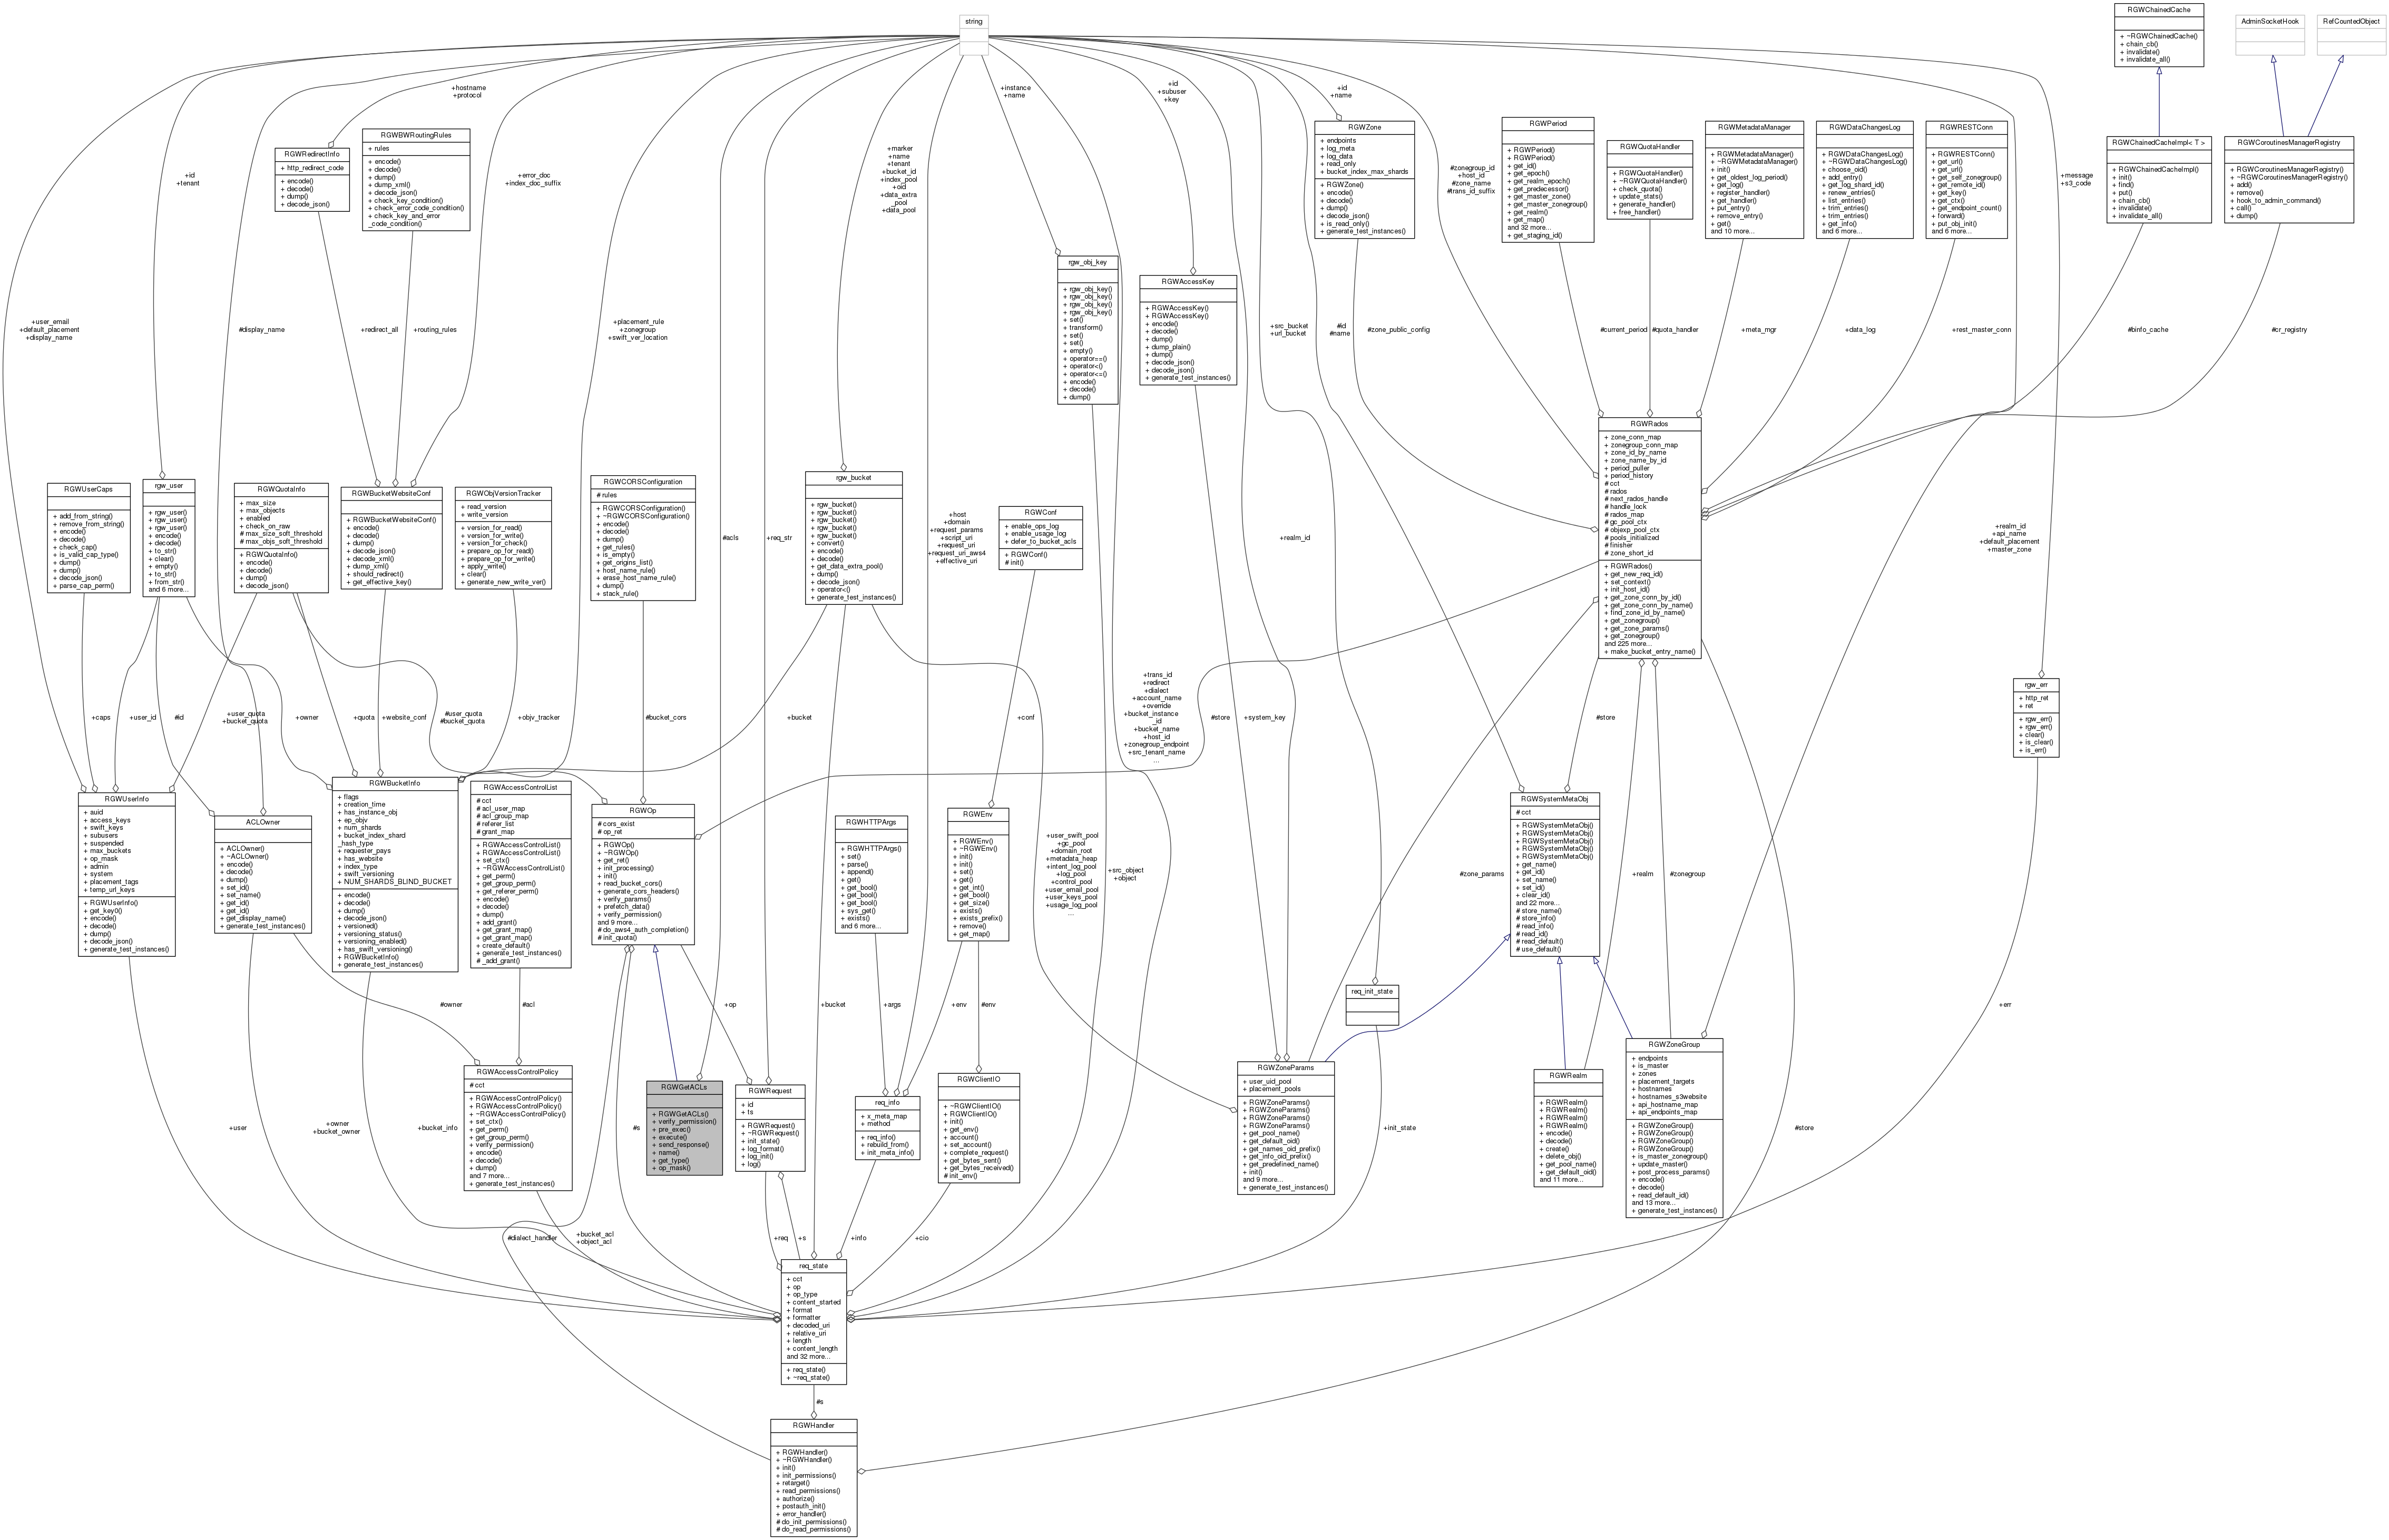 string
RGWChainedCache
+ ~RGWChainedCache()
+ chain_cb()
+ invalidate()
+ invalidate_all()
AdminSocketHook
RefCountedObject
+hostname
+protocol
+id
+subuser
+key
+instance
+name
+id
+name
RGWBWRoutingRules
+ rules
+ encode()
+ decode()
+ dump()
+ dump_xml()
+ decode_json()
+ check_key_condition()
+ check_error_code_condition()
+ check_key_and_error
_code_condition()
RGWRedirectInfo
+ http_redirect_code
+ encode()
+ decode()
+ dump()
+ decode_json()
+id
+tenant
+error_doc
+index_doc_suffix
+marker
+name
+tenant
+bucket_id
+index_pool
+oid
+data_extra
_pool
+data_pool
RGWZone
+ endpoints
+ log_meta
+ log_data
+ read_only
+ bucket_index_max_shards
+ RGWZone()
+ encode()
+ decode()
+ dump()
+ decode_json()
+ is_read_only()
+ generate_test_instances()
#zonegroup_id
+host_id
#zone_name
#trans_id_suffix
RGWPeriod
+ RGWPeriod()
+ RGWPeriod()
+ get_id()
+ get_epoch()
+ get_realm_epoch()
+ get_predecessor()
+ get_master_zone()
+ get_master_zonegroup()
+ get_realm()
+ get_map()
and 32 more...
+ get_staging_id()
RGWQuotaHandler
+ RGWQuotaHandler()
+ ~RGWQuotaHandler()
+ check_quota()
+ update_stats()
+ generate_handler()
+ free_handler()
RGWMetadataManager
+ RGWMetadataManager()
+ ~RGWMetadataManager()
+ init()
+ get_oldest_log_period()
+ get_log()
+ register_handler()
+ get_handler()
+ put_entry()
+ remove_entry()
+ get()
and 10 more...
RGWDataChangesLog
+ RGWDataChangesLog()
+ ~RGWDataChangesLog()
+ choose_oid()
+ add_entry()
+ get_log_shard_id()
+ renew_entries()
+ list_entries()
+ trim_entries()
+ trim_entries()
+ get_info()
and 6 more...
RGWRESTConn
+ RGWRESTConn()
+ get_url()
+ get_url()
+ get_self_zonegroup()
+ get_remote_id()
+ get_key()
+ get_ctx()
+ get_endpoint_count()
+ forward()
+ put_obj_init()
and 6 more...
+message
+s3_code
RGWChainedCacheImpl< T >
+ RGWChainedCacheImpl()
+ init()
+ find()
+ put()
+ chain_cb()
+ invalidate()
+ invalidate_all()
RGWCoroutinesManagerRegistry
+ RGWCoroutinesManagerRegistry()
+ ~RGWCoroutinesManagerRegistry()
+ add()
+ remove()
+ hook_to_admin_command()
+ call()
+ dump()
rgw_obj_key
+ rgw_obj_key()
+ rgw_obj_key()
+ rgw_obj_key()
+ rgw_obj_key()
+ set()
+ transform()
+ set()
+ set()
+ empty()
+ operator==()
+ operator<()
+ operator<=()
+ encode()
+ decode()
+ dump()
RGWAccessKey
+ RGWAccessKey()
+ RGWAccessKey()
+ encode()
+ decode()
+ dump()
+ dump_plain()
+ dump()
+ decode_json()
+ decode_json()
+ generate_test_instances()
+user_email
+default_placement
+display_name
#display_name
+redirect_all
+routing_rules
+placement_rule
+zonegroup
+swift_ver_location
+src_bucket
+url_bucket
#id
#name
#zone_public_config
#current_period
#quota_handler
+meta_mgr
+data_log
+rest_master_conn
#binfo_cache
#cr_registry
RGWRados
+ zone_conn_map
+ zonegroup_conn_map
+ zone_id_by_name
+ zone_name_by_id
+ period_puller
+ period_history
# cct
# rados
# next_rados_handle
# handle_lock
# rados_map
# gc_pool_ctx
# objexp_pool_ctx
# pools_initialized
# finisher
# zone_short_id
+ RGWRados()
+ get_new_req_id()
+ set_context()
+ init_host_id()
+ get_zone_conn_by_id()
+ get_zone_conn_by_name()
+ find_zone_id_by_name()
+ get_zonegroup()
+ get_zone_params()
+ get_zonegroup()
and 225 more...
+ make_bucket_entry_name()
RGWUserCaps
+ add_from_string()
+ remove_from_string()
+ encode()
+ decode()
+ check_cap()
+ is_valid_cap_type()
+ dump()
+ dump()
+ decode_json()
+ parse_cap_perm()
rgw_user
+ rgw_user()
+ rgw_user()
+ rgw_user()
+ encode()
+ decode()
+ to_str()
+ clear()
+ empty()
+ to_str()
+ from_str()
and 6 more...
RGWQuotaInfo
+ max_size
+ max_objects
+ enabled
+ check_on_raw
# max_size_soft_threshold
# max_objs_soft_threshold
+ RGWQuotaInfo()
+ encode()
+ decode()
+ dump()
+ decode_json()
RGWBucketWebsiteConf
+ RGWBucketWebsiteConf()
+ encode()
+ decode()
+ dump()
+ decode_json()
+ decode_xml()
+ dump_xml()
+ should_redirect()
+ get_effective_key()
RGWObjVersionTracker
+ read_version
+ write_version
+ version_for_read()
+ version_for_write()
+ version_for_check()
+ prepare_op_for_read()
+ prepare_op_for_write()
+ apply_write()
+ clear()
+ generate_new_write_ver()
RGWCORSConfiguration
# rules
+ RGWCORSConfiguration()
+ ~RGWCORSConfiguration()
+ encode()
+ decode()
+ dump()
+ get_rules()
+ is_empty()
+ get_origins_list()
+ host_name_rule()
+ erase_host_name_rule()
+ dump()
+ stack_rule()
#acls
+req_str
rgw_bucket
+ rgw_bucket()
+ rgw_bucket()
+ rgw_bucket()
+ rgw_bucket()
+ rgw_bucket()
+ convert()
+ encode()
+ decode()
+ get_data_extra_pool()
+ dump()
+ decode_json()
+ operator<()
+ generate_test_instances()
+host
+domain
+request_params
+script_uri
+request_uri
+request_uri_aws4
+effective_uri
RGWConf
+ enable_ops_log
+ enable_usage_log
+ defer_to_bucket_acls
+ RGWConf()
# init()
+realm_id
+realm_id
+api_name
+default_placement
+master_zone
+caps
+user_id
#id
+user_quota
+bucket_quota
+owner
+quota
+website_conf
#user_quota
#bucket_quota
+objv_tracker
#bucket_cors
+bucket
+conf
+trans_id
+redirect
+dialect
+account_name
+override
+bucket_instance
_id
+bucket_name
+host_id
+zonegroup_endpoint
+src_tenant_name
...
#store
+system_key
#store
+realm
#zonegroup
#zone_params
rgw_err
+ http_ret
+ ret
+ rgw_err()
+ rgw_err()
+ clear()
+ is_clear()
+ is_err()
RGWUserInfo
+ auid
+ access_keys
+ swift_keys
+ subusers
+ suspended
+ max_buckets
+ op_mask
+ admin
+ system
+ placement_tags
+ temp_url_keys
+ RGWUserInfo()
+ get_key0()
+ encode()
+ decode()
+ dump()
+ decode_json()
+ generate_test_instances()
ACLOwner
+ ACLOwner()
+ ~ACLOwner()
+ encode()
+ decode()
+ dump()
+ set_id()
+ set_name()
+ get_id()
+ get_id()
+ get_display_name()
+ generate_test_instances()
RGWBucketInfo
+ flags
+ creation_time
+ has_instance_obj
+ ep_objv
+ num_shards
+ bucket_index_shard
_hash_type
+ requester_pays
+ has_website
+ index_type
+ swift_versioning
+ NUM_SHARDS_BLIND_BUCKET
+ encode()
+ decode()
+ dump()
+ decode_json()
+ versioned()
+ versioning_status()
+ versioning_enabled()
+ has_swift_versioning()
+ RGWBucketInfo()
+ generate_test_instances()
RGWAccessControlList
# cct
# acl_user_map
# acl_group_map
# referer_list
# grant_map
+ RGWAccessControlList()
+ RGWAccessControlList()
+ set_ctx()
+ ~RGWAccessControlList()
+ get_perm()
+ get_group_perm()
+ get_referer_perm()
+ encode()
+ decode()
+ dump()
+ add_grant()
+ get_grant_map()
+ get_grant_map()
+ create_default()
+ generate_test_instances()
# _add_grant()
RGWOp
# cors_exist
# op_ret
+ RGWOp()
+ ~RGWOp()
+ get_ret()
+ init_processing()
+ init()
+ read_bucket_cors()
+ generate_cors_headers()
+ verify_params()
+ prefetch_data()
+ verify_permission()
and 9 more...
# do_aws4_auth_completion()
# init_quota()
RGWHTTPArgs
+ RGWHTTPArgs()
+ set()
+ parse()
+ append()
+ get()
+ get_bool()
+ get_bool()
+ get_bool()
+ sys_get()
+ exists()
and 6 more...
RGWEnv
+ RGWEnv()
+ ~RGWEnv()
+ init()
+ init()
+ set()
+ get()
+ get_int()
+ get_bool()
+ get_size()
+ exists()
+ exists_prefix()
+ remove()
+ get_map()
+user_swift_pool
+gc_pool
+domain_root
+metadata_heap
+intent_log_pool
+log_pool
+control_pool
+user_email_pool
+user_keys_pool
+usage_log_pool
...
+src_object
+object
RGWSystemMetaObj
# cct
+ RGWSystemMetaObj()
+ RGWSystemMetaObj()
+ RGWSystemMetaObj()
+ RGWSystemMetaObj()
+ RGWSystemMetaObj()
+ get_name()
+ get_id()
+ set_name()
+ set_id()
+ clear_id()
and 22 more...
# store_name()
# store_info()
# read_info()
# read_id()
# read_default()
# use_default()
#owner
#acl
+op
+bucket
+args
+env
#env
req_init_state
+err
RGWAccessControlPolicy
# cct
+ RGWAccessControlPolicy()
+ RGWAccessControlPolicy()
+ ~RGWAccessControlPolicy()
+ set_ctx()
+ get_perm()
+ get_group_perm()
+ verify_permission()
+ encode()
+ decode()
+ dump()
and 7 more...
+ generate_test_instances()
RGWGetACLs
+ RGWGetACLs()
+ verify_permission()
+ pre_exec()
+ execute()
+ send_response()
+ name()
+ get_type()
+ op_mask()
RGWRequest
+ id
+ ts
+ RGWRequest()
+ ~RGWRequest()
+ init_state()
+ log_format()
+ log_init()
+ log()
req_info
+ x_meta_map
+ method
+ req_info()
+ rebuild_from()
+ init_meta_info()
RGWClientIO
+ ~RGWClientIO()
+ RGWClientIO()
+ init()
+ get_env()
+ account()
+ set_account()
+ complete_request()
+ get_bytes_sent()
+ get_bytes_received()
# init_env()
RGWZoneParams
+ user_uid_pool
+ placement_pools
+ RGWZoneParams()
+ RGWZoneParams()
+ RGWZoneParams()
+ RGWZoneParams()
+ get_pool_name()
+ get_default_oid()
+ get_names_oid_prefix()
+ get_info_oid_prefix()
+ get_predefined_name()
+ init()
and 9 more...
+ generate_test_instances()
RGWRealm
+ RGWRealm()
+ RGWRealm()
+ RGWRealm()
+ RGWRealm()
+ encode()
+ decode()
+ create()
+ delete_obj()
+ get_pool_name()
+ get_default_oid()
and 11 more...
RGWZoneGroup
+ endpoints
+ is_master
+ zones
+ placement_targets
+ hostnames
+ hostnames_s3website
+ api_hostname_map
+ api_endpoints_map
+ RGWZoneGroup()
+ RGWZoneGroup()
+ RGWZoneGroup()
+ RGWZoneGroup()
+ is_master_zonegroup()
+ update_master()
+ post_process_params()
+ encode()
+ decode()
+ read_default_id()
and 13 more...
+ generate_test_instances()
+user
+owner
+bucket_owner
+bucket_info
#s
+init_state
#store
#dialect_handler
+bucket_acl
+object_acl
+req
+s
+info
+cio
req_state
+ cct
+ op
+ op_type
+ content_started
+ format
+ formatter
+ decoded_uri
+ relative_uri
+ length
+ content_length
and 32 more...
+ req_state()
+ ~req_state()
#s
RGWHandler
+ RGWHandler()
+ ~RGWHandler()
+ init()
+ init_permissions()
+ retarget()
+ read_permissions()
+ authorize()
+ postauth_init()
+ error_handler()
# do_init_permissions()
# do_read_permissions()